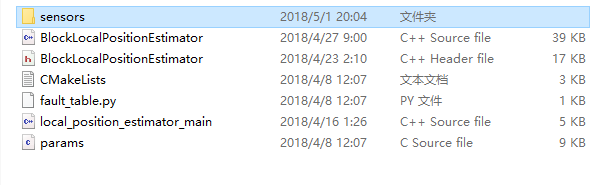 sensors 2018/5/1 20:04 文件夹
BlockLocalPositionEstimator 2018/4/27 9:00 C++ Source file 39 KB
BlockLocalPositionEstimator 2018/4/23 2:10 C++ Header file 17 KB
CMakeLists 2018/4/8 12:07 文本文档 3 KB
fault_table.py 2018/4/8 12:07 PY 文件 1 KB
local_position_estimator_main 2018/4/16 1:26 C++ Source file 5 KB
params 2018/4/8 12:07 C Source file 9 KB